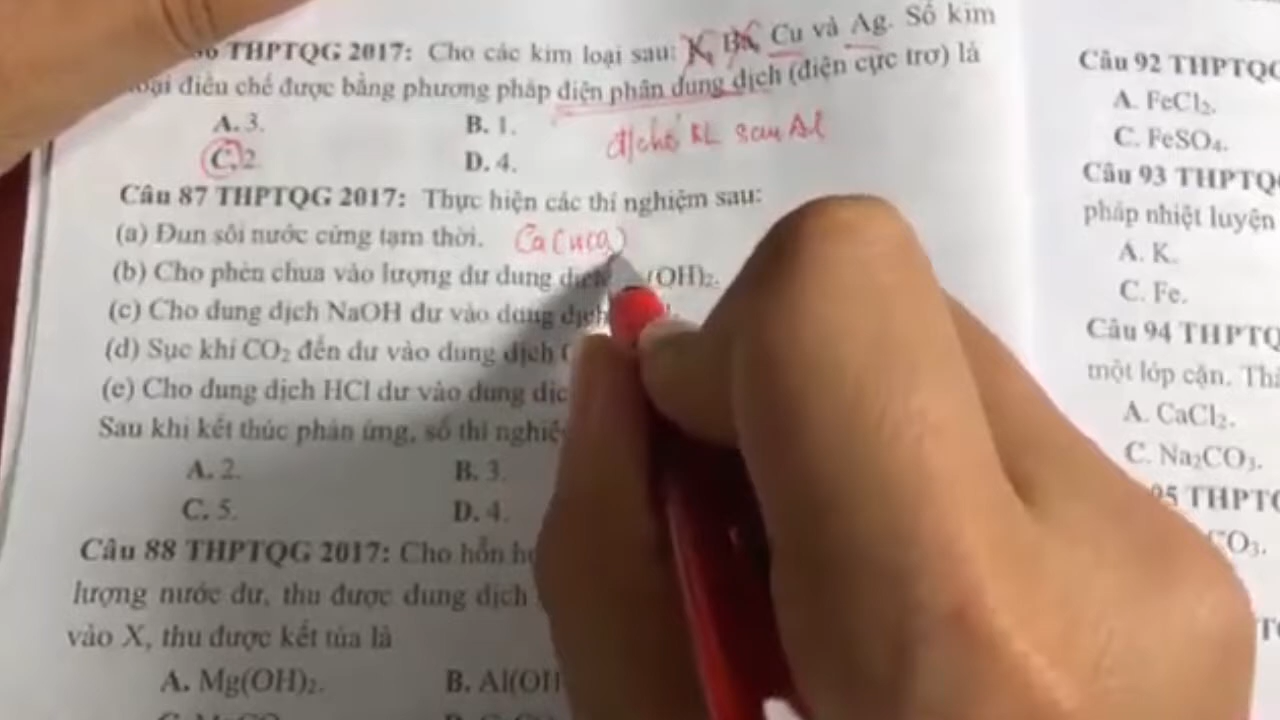 THPTQG 2017: Cho các kim loại sau: K, Ba, Cu và Ag. Số kim
loại điều chế được bằng phương pháp điện phân dung dịch (điện cực trơ) là
A. 3. B. 1.
C. 2 D. 4.
đ/chế KL sau Al
Câu 87 THPTQG 2017: Thực hiện các thí nghiệm sau:
(a) Đun sôi nước cứng tạm thời. Ca(HCO3)
(b) Cho phèn chua vào lượng dư dung dịch (OH)2.
(c) Cho dung dịch NaOH dư vào dung dịch
(d) Sục khí CO2 đến dư vào dung dịch
(e) Cho dung dịch HCl dư vào dung
Sau khi kết thúc phản ứng, số thí
A. 2. B. 3.
C. 5. D. 4.
Câu 88 THPTQG 2017: Cho hỗn
lượng nước dư, thu được dung dịch
vào X, thu được kết tủa là
A. Mg(OH)2. B. Al(OH
Câu 92 THPTQG
A. FeCl2.
C. FeSO4.
Câu 93 THPTQG
pháp nhiệt luyện
A. K.
C. Fe.
Câu 94 THPTQ
một lớp cặn.
A. CaCl2.
C. Na2CO3.
95 THPT
CO3.